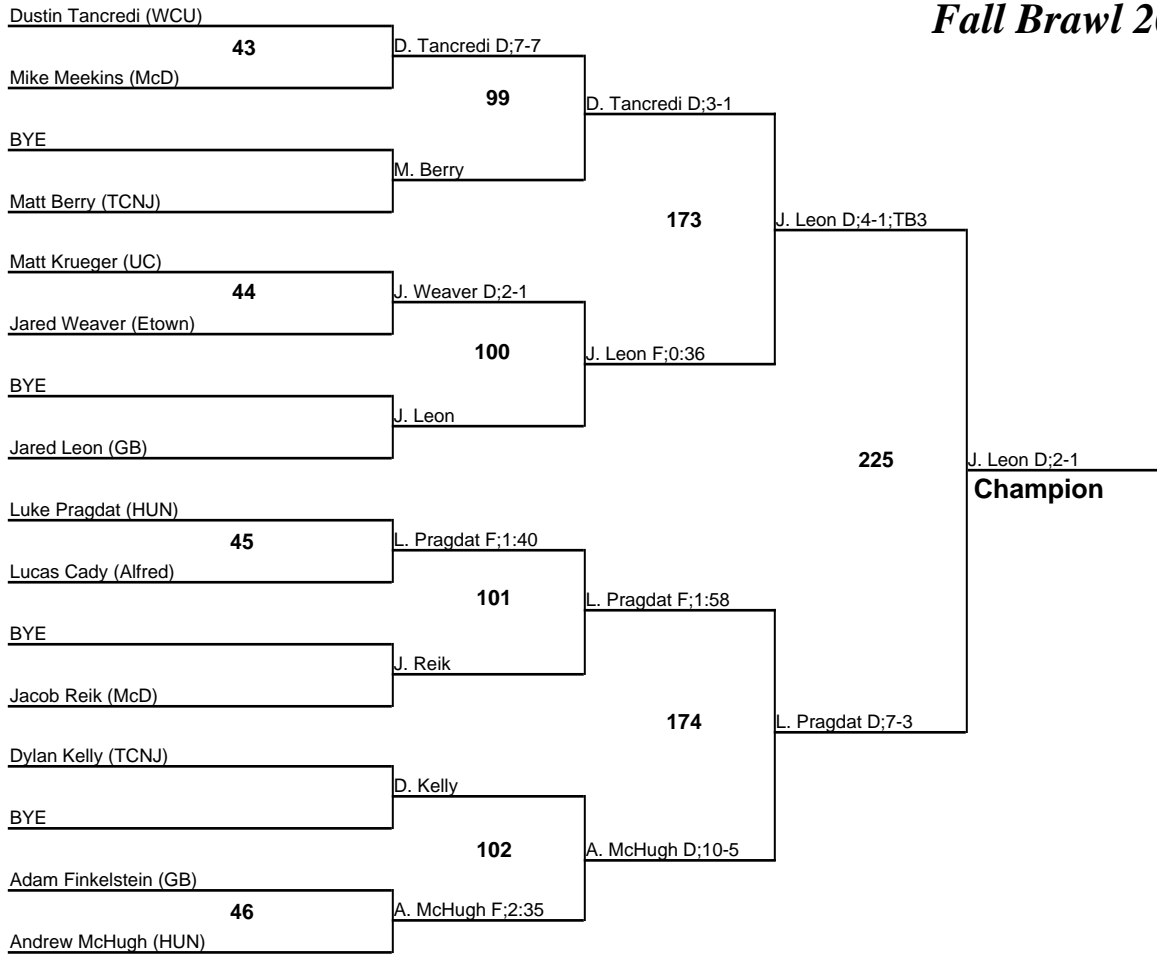 Fall Brawl 20
Dustin Tancredi (WCU)
43
Mike Meekins (McD)
D. Tancredi D;7-7
99
BYE
Matt Berry (TCNJ)
M. Berry
D. Tancredi D;3-1
173
Matt Krueger (UC)
44
Jared Weaver (Etown)
J. Weaver D;2-1
100
BYE
Jared Leon (GB)
J. Leon
J. Leon F;0:36
J. Leon D;4-1;TB3
225
Luke Pragdat (HUN)
45
Lucas Cady (Alfred)
L. Pragdat F;1:40
101
BYE
Jacob Reik (McD)
J. Reik
L. Pragdat F;1:58
174
Dylan Kelly (TCNJ)
BYE
D. Kelly
102
Adam Finkelstein (GB)
46
Andrew McHugh (HUN)
A. McHugh F;2:35
A. McHugh D;10-5
L. Pragdat D;7-3
J. Leon D;2-1
Champion